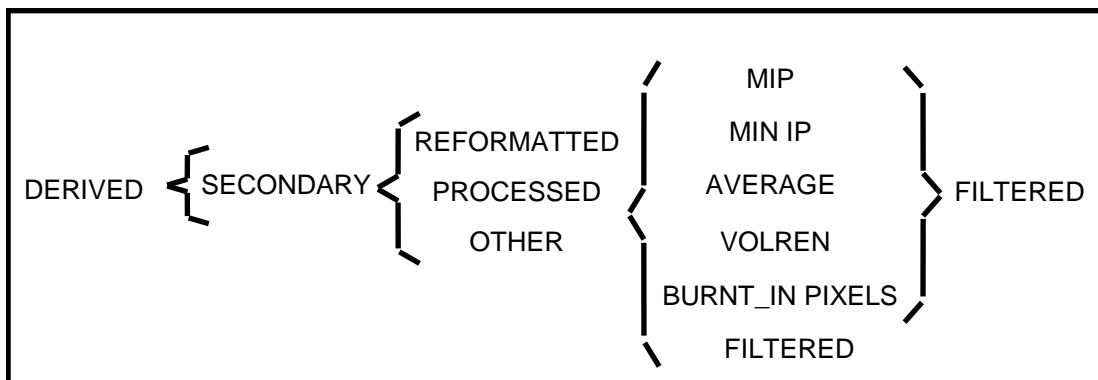 DERIVED
SECONDARY
REFORMATTED
PROCESSED
OTHER
MIP
MIN IP
AVERAGE
VOLREN
BURNT_IN PIXELS
FILTERED
FILTERED